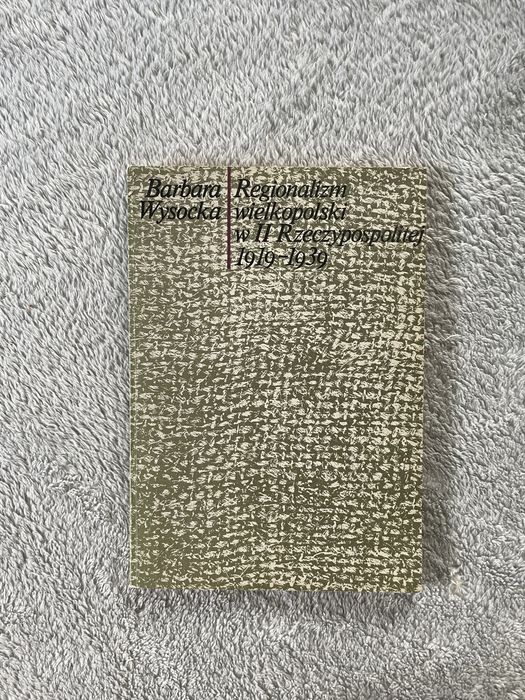 Barbara
Wysocka
Regionalizm
wielkopolski
w II Rzeczypospolitej
1919-1939